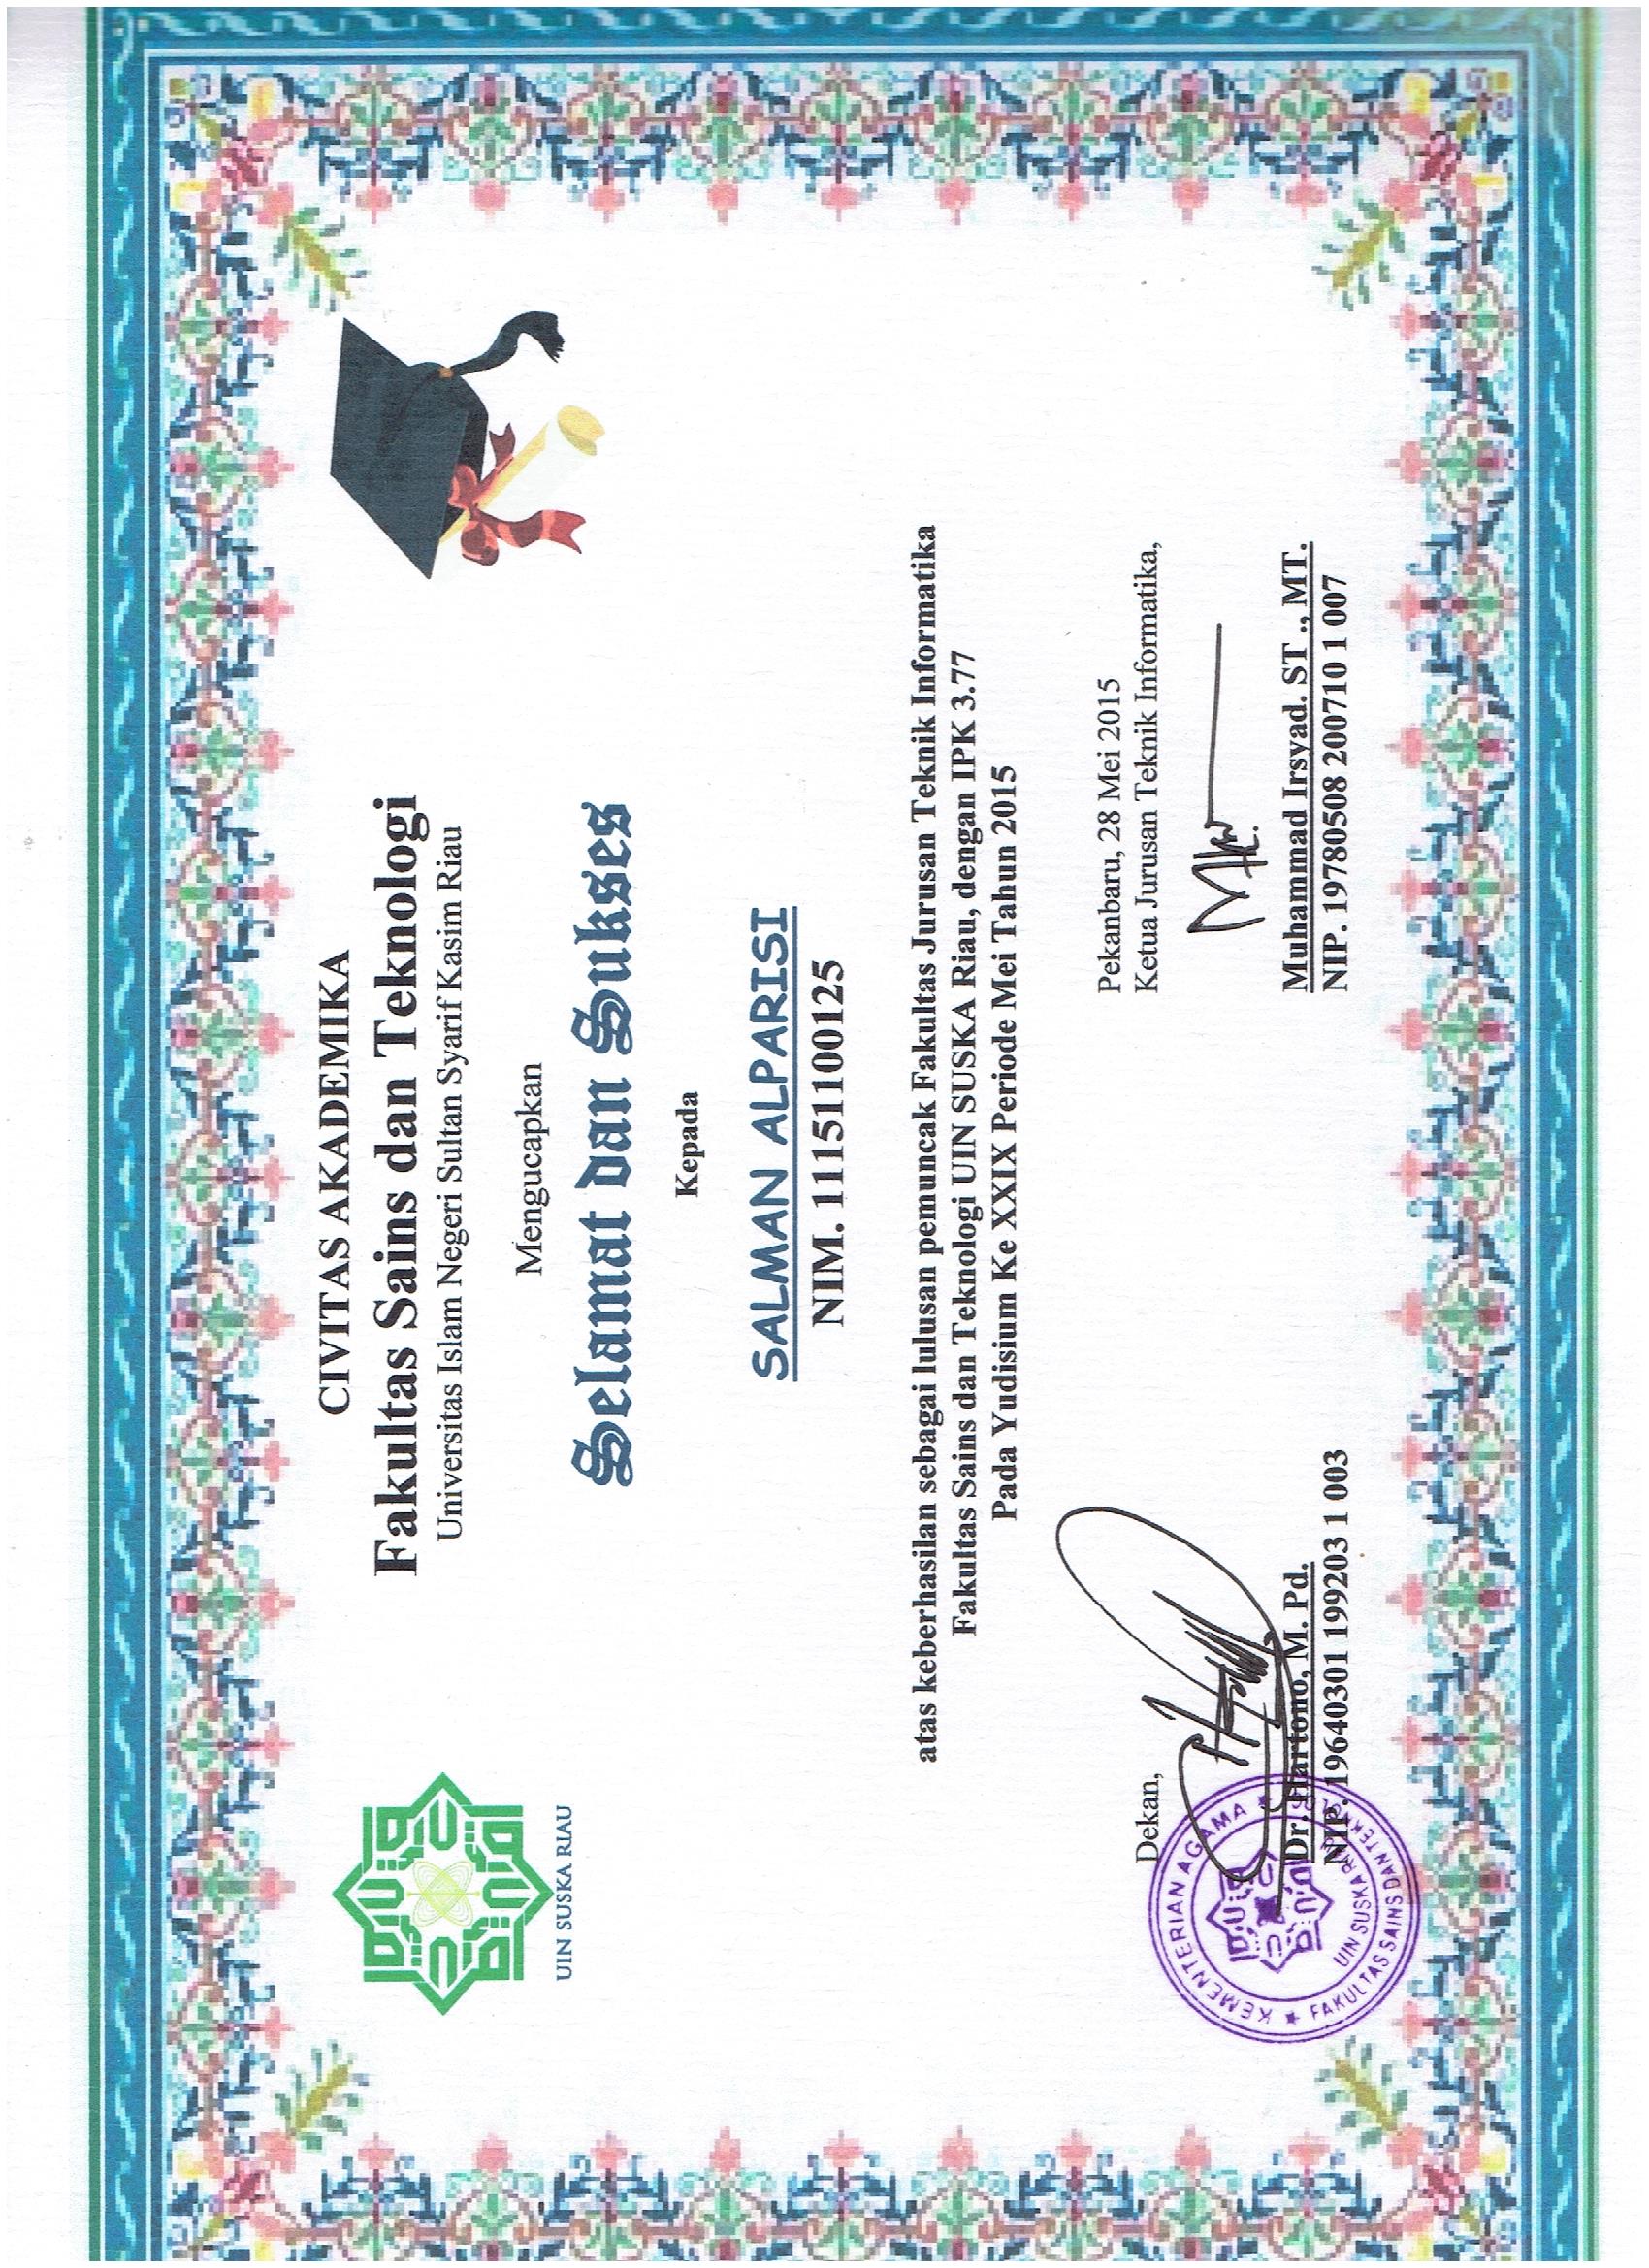 CIVITAS AKADEMIKA
Fakultas Sains dan Teknologi
Universitas Islam Negeri Sultan Syarif Kasim Riau
UIN SUSKA RIAU
Mengucapkan
Selamat dan Sukses
Kepada
SALMAN ALPARISI
NIM. 11151100125
atas keberhasilan sebagai lulusan pemuncak Fakultas Jurusan Teknik Informatika
Fakultas Sains dan Teknologi UIN SUSKA Riau, dengan IPK 3.77
Pada Yudisium Ke XXIX Periode Mei Tahun 2015
Dekan,
Dr. Hartono, M. Pd.
NIP. 19640301 199203 1 003
KEMENTERIAN AGAMA
UIN SUSKA RIAU
FAKULTAS SAINS DAN TEKNOLOGI
Pekanbaru, 28 Mei 2015
Ketua Jurusan Teknik Informatika,
Muhammad Irsyad. ST ., MT.
NIP. 19780508 200710 1 007